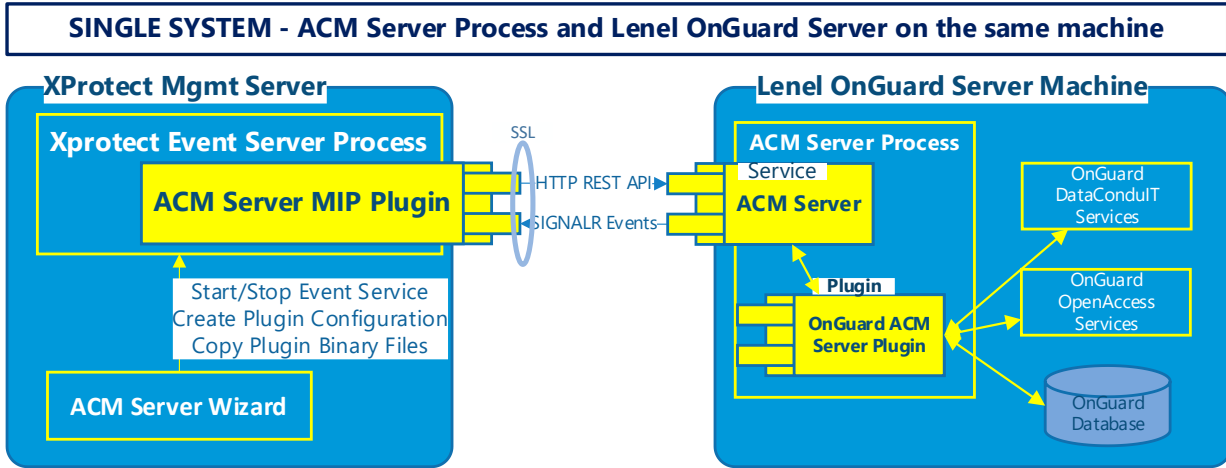 SINGLE SYSTEM - ACM Server Process and Lenel OnGuard Server on the same machine
XProtect Mgmt Server
Xprotect Event Server Process
ACM Server MIP Plugin
Start/Stop Event Service
Create Plugin Configuration
Copy Plugin Binary Files
ACM Server Wizard
SSL
HTTP REST API
SIGNALR Events
Lenel OnGuard Server Machine
ACM Server Process
Service
ACM Server
Plugin
OnGuard ACM
Server Plugin
OnGuard
DataConduIT
Services
OnGuard
OpenAccess
Services
OnGuard
Database